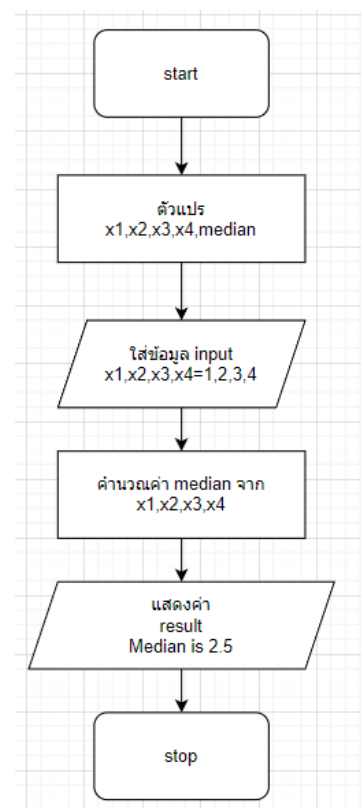 start
ตัวแปร
x1,x2,x3,x4,median
ใส่ข้อมูล input
x1,x2,x3,x4=1,2,3,4
คำนวณค่า median จาก
x1,x2,x3,x4
แสดงค่า
result
Median is 2.5
stop